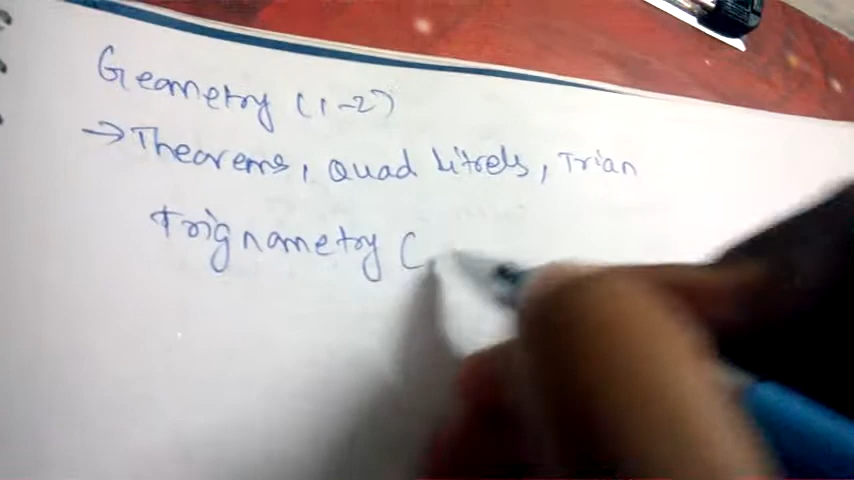 Geometry (1-2)
→ Theorems, Quad litrels, Trian
Trignametry (